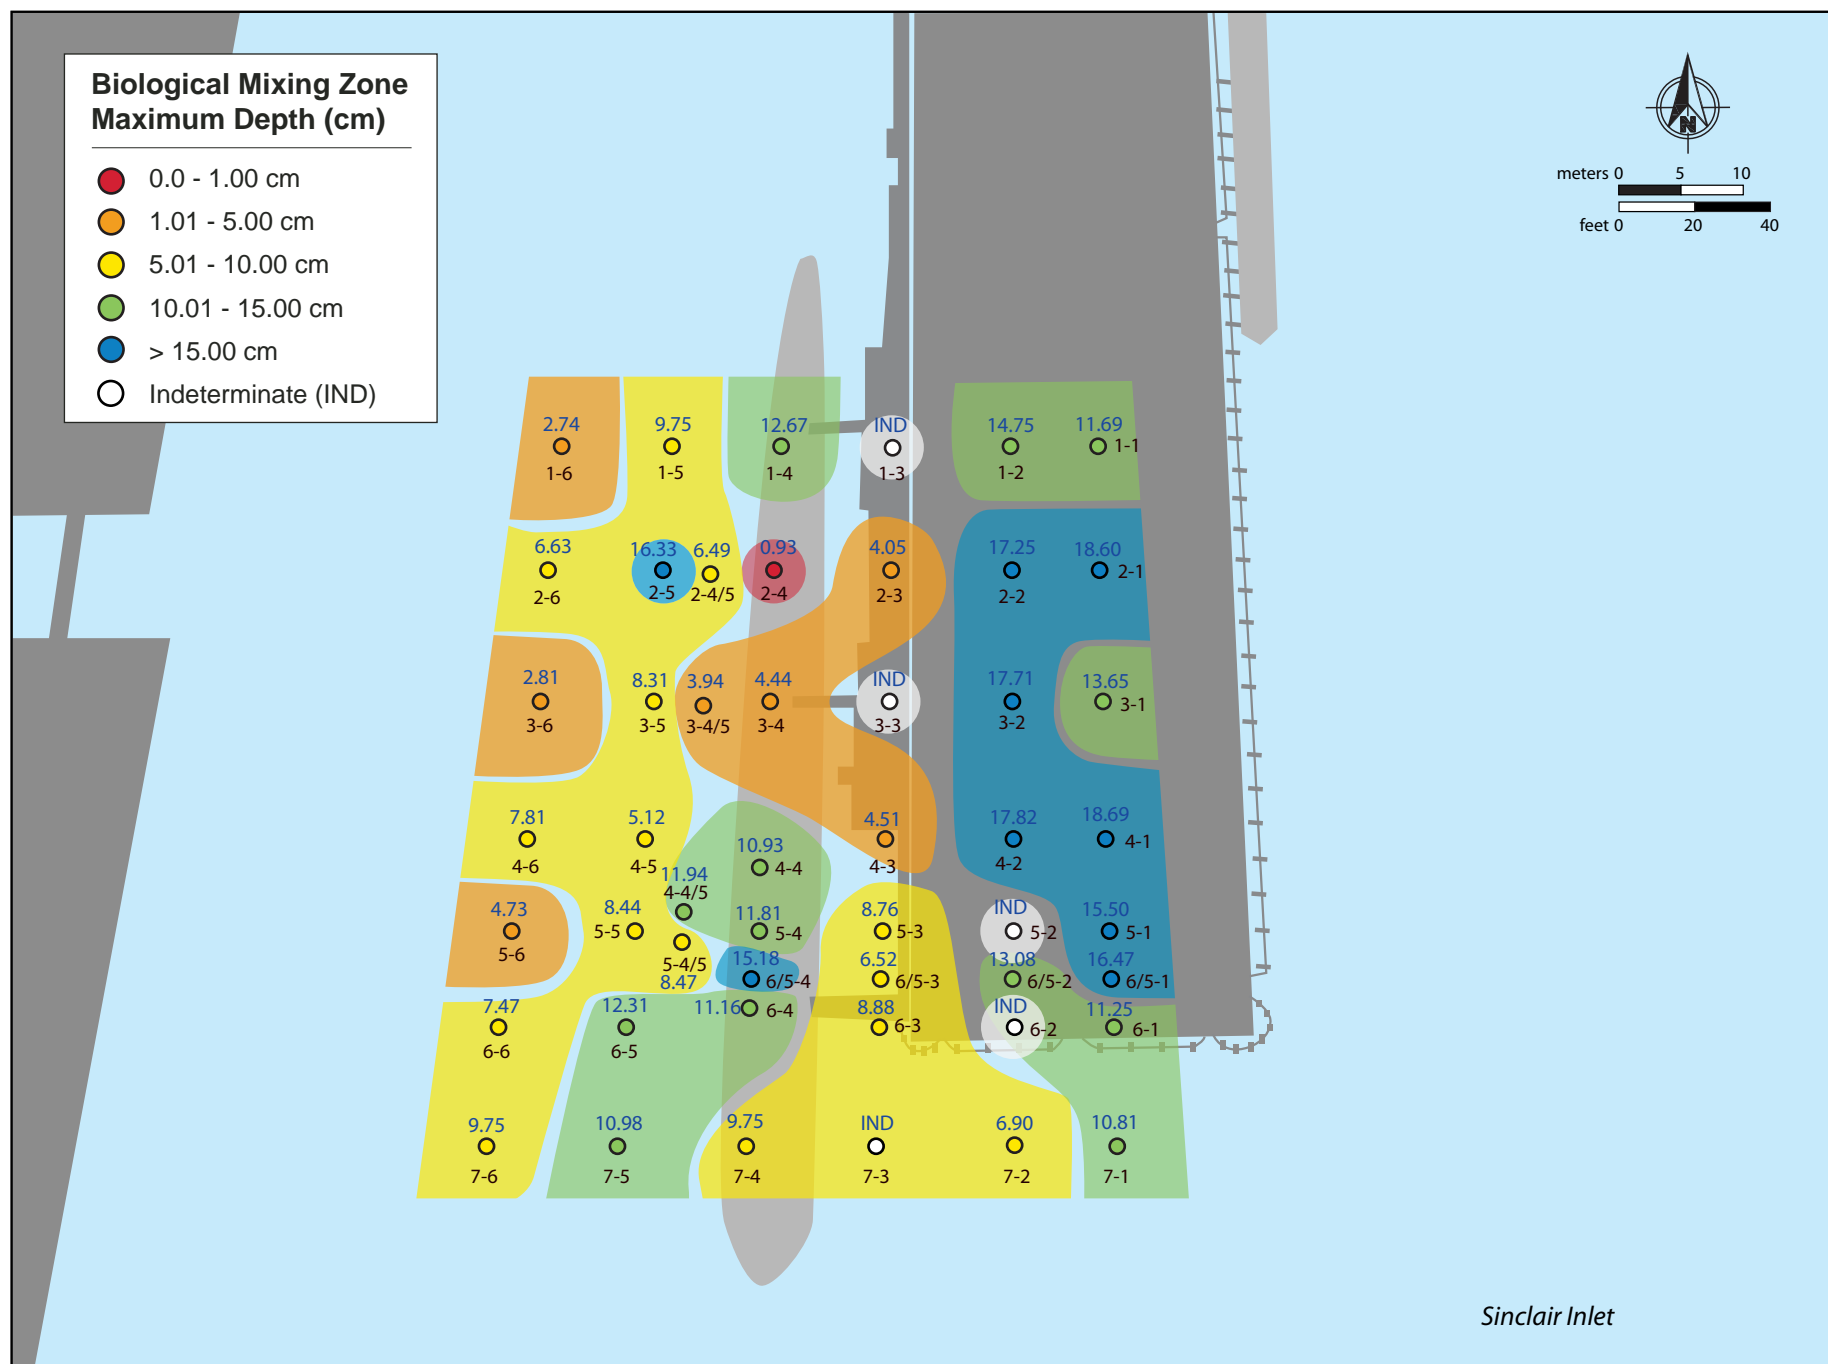 Biological Mixing Zone
Maximum Depth (cm)
0.0 - 1.00 cm
1.01 - 5.00 cm
5.01 - 10.00 cm
10.01 - 15.00 cm
> 15.00 cm
Indeterminate (IND)
N
meters 0 5 10
feet 0 20 40
2.74 9.75 12.67 IND 14.75 11.69
1-6 1-5 1-4 1-3 1-2 1-1
6.63 16.33 6.49 0.93 4.05 17.25 18.60
2-6 2-5 2-4/5 2-4 2-3 2-2 2-1
2.81 8.31 3.94 4.44 IND 17.71 13.65
3-6 3-5 3-4/5 3-4 3-3 3-2 3-1
7.81 5.12 10.93 4.51 17.82 18.69
4-6 4-5 4-4 4-3 4-2 4-1
11.94
4-4/5
4.73 8.44 11.81 8.76 IND 15.50
5-6 5-5 5-4 5-3 5-2 5-1
5-4/5
8.47
15.18 6.52 13.08 16.47
6/5-4 6/5-3 6/5-2 6/5-1
7.47 12.31 11.16 8.88 IND 11.25
6-6 6-5 6-4 6-3 6-2 6-1
9.75 10.98 9.75 IND 6.90 10.81
7-6 7-5 7-4 7-3 7-2 7-1
Sinclair Inlet